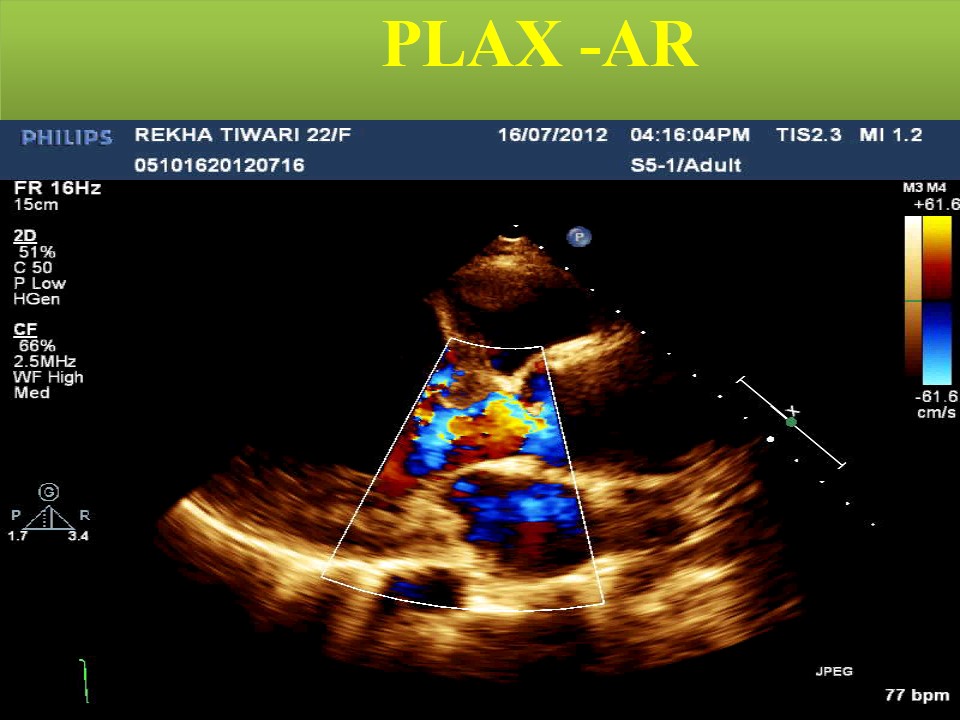 PLAX -AR
PHILIPS REKHA TIWARI 22/F 16/07/2012 04:16:04PM TIS2.3 MI 1.2
05101620120716 S5-1/Adult
FR 16Hz
15cm
2D
51%
C 50
P Low
HGen
CF
66%
2.5MHz
WF High
Med
M3 M4
+61.6
P
X
-61.6
cm/s
G
P R
1.7 3.4
JPEG
77 bpm